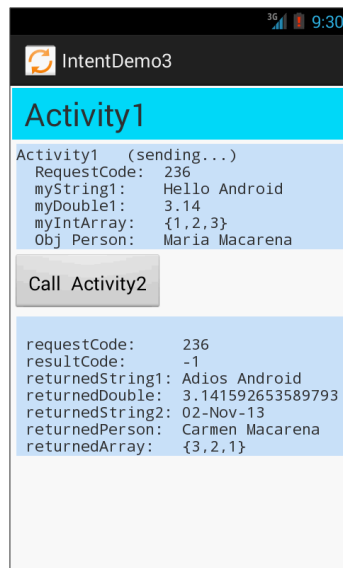 3G 9:30
IntentDemo3
Activity1
Activity1 (sending...)
RequestCode: 236
myString1: Hello Android
myDouble1: 3.14
myIntArray: {1,2,3}
Obj Person: Maria Macarena
Call Activity2
requestCode: 236
resultCode: -1
returnedString1: Adios Android
returnedDouble: 3.141592653589793
returnedString2: 02-Nov-13
returnedPerson: Carmen Macarena
returnedArray: {3,2,1}